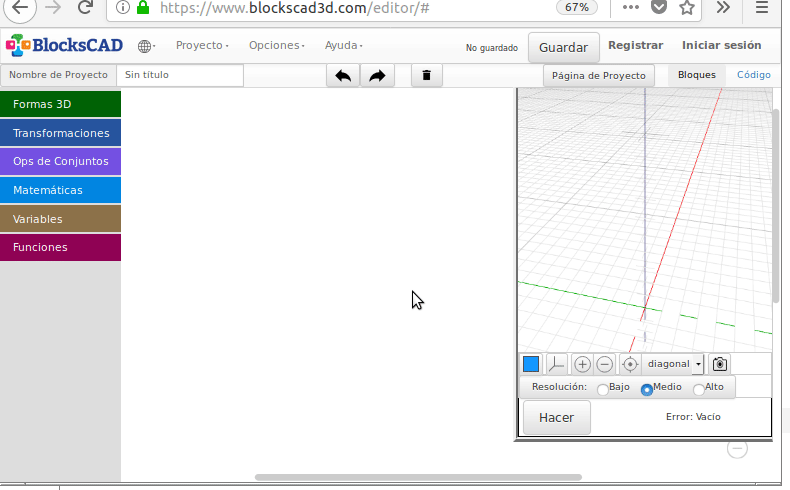 https://www.blockscad3d.com/editor/#
67%
BlocksCAD
Proyecto
Opciones
Ayuda
No guardado
Guardar
Registrar
Iniciar sesión
Nombre de Proyecto
Sin título
Página de Proyecto
Bloques
Código
Formas 3D
Transformaciones
Ops de Conjuntos
Matemáticas
Variables
Funciones
diagonal
Resolución: Bajo Medio Alto
Hacer
Error: Vacío